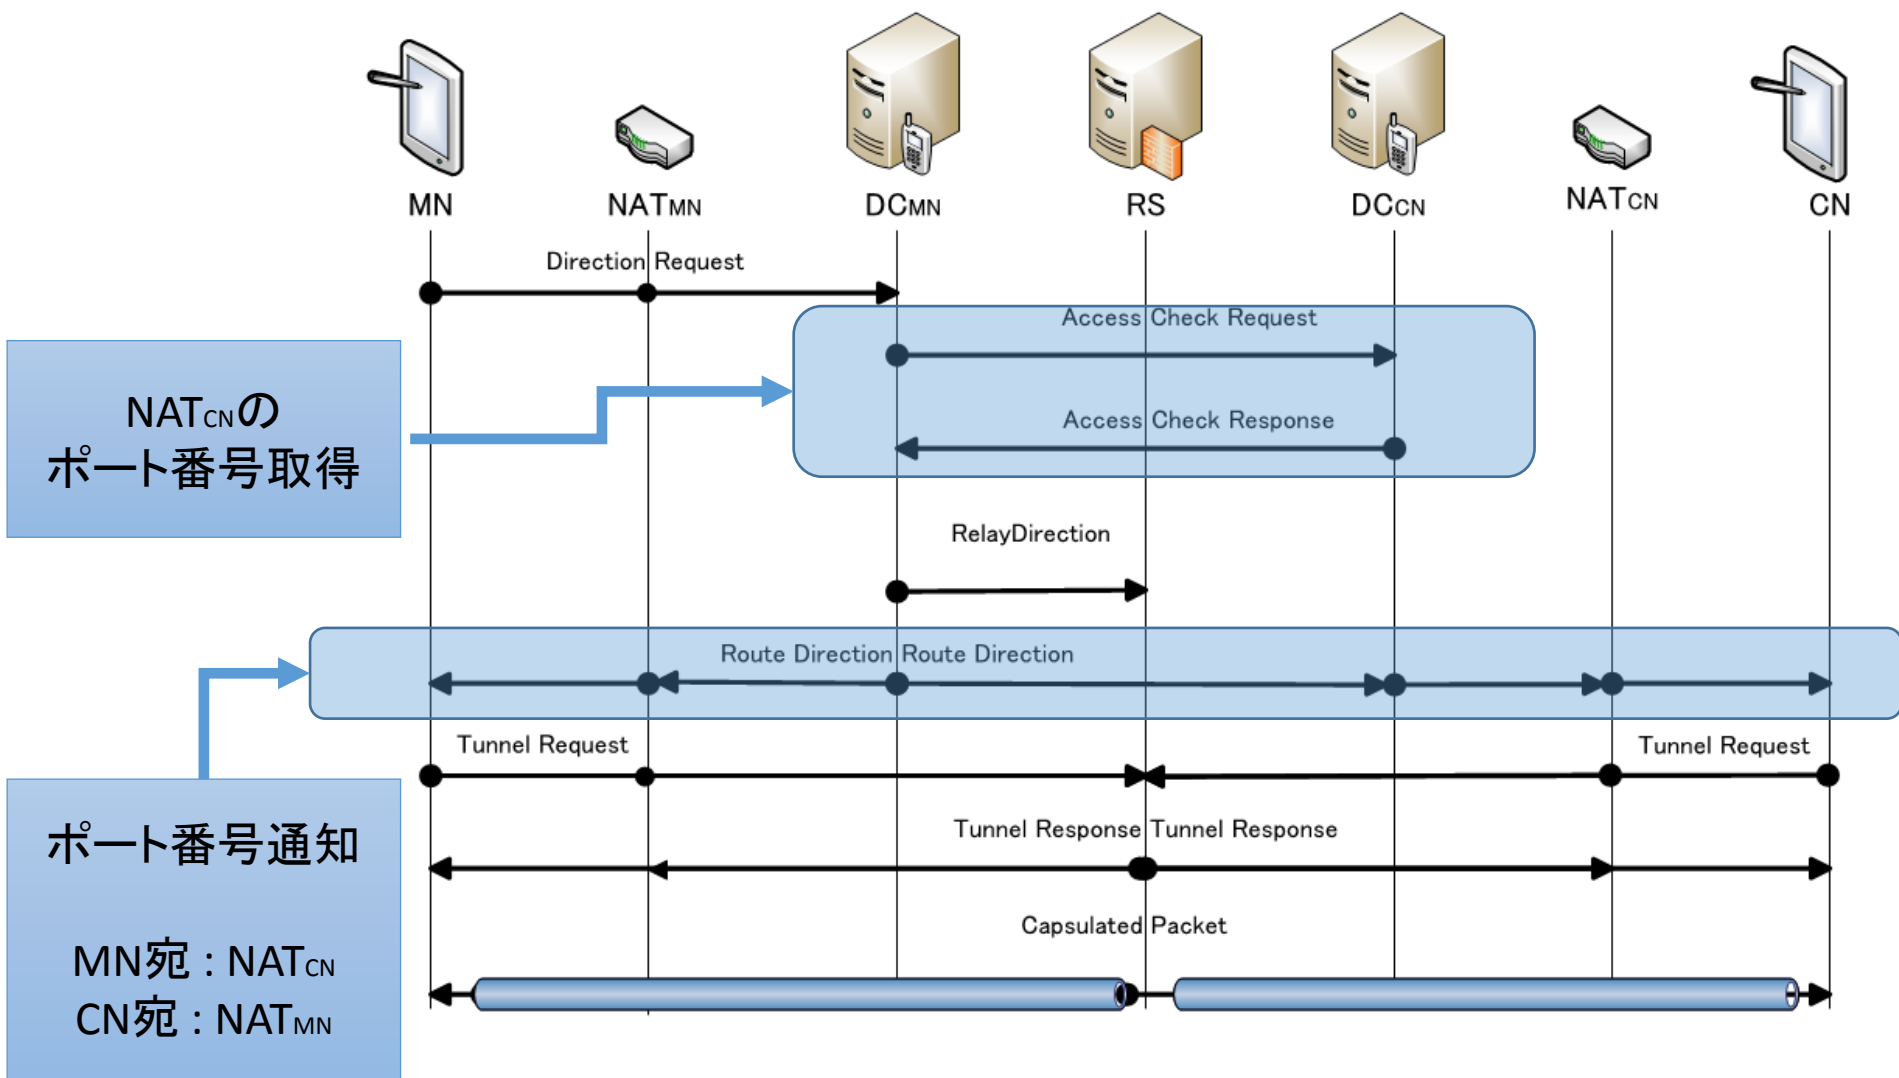 MN
NATMN
DCMN
RS
DCCN
NATCN
CN
Direction Request
Access Check Request
NATCNの
ポート番号取得
Access Check Response
RelayDirection
Route Direction Route Direction
Tunnel Request
Tunnel Request
ポート番号通知
Tunnel Response Tunnel Response
Capsulated Packet
MN宛 : NATCN
CN宛 : NATMN